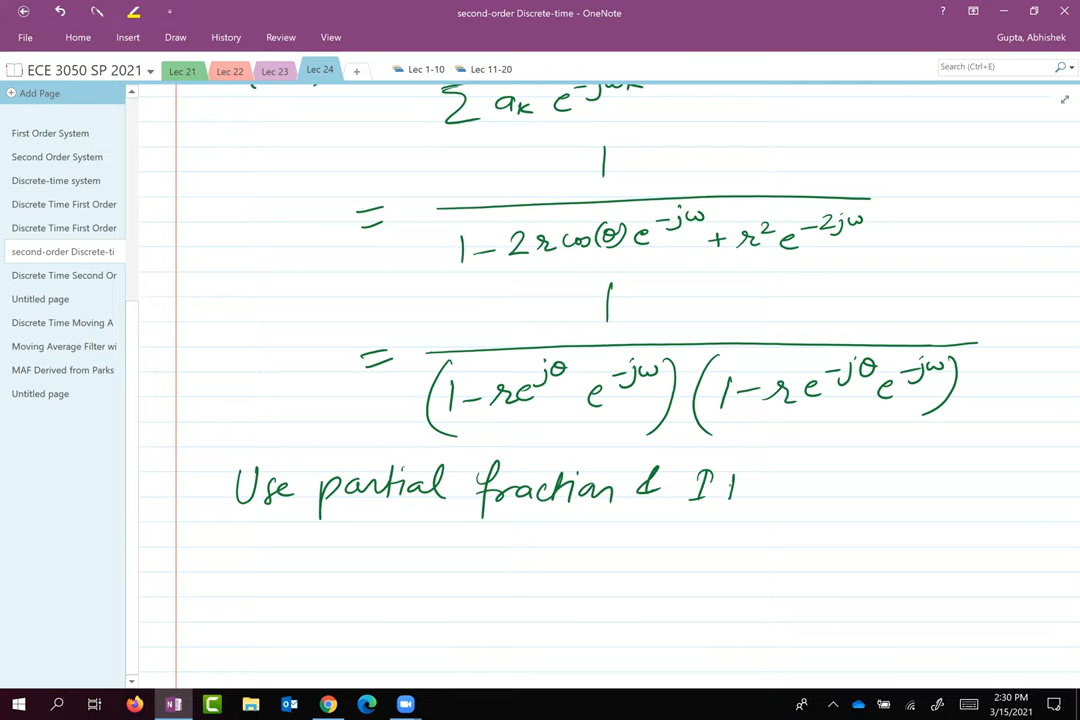 second-order Discrete-time - OneNote
File Home Insert Draw History Review View Gupta, Abhishek
ECE 3050 SP 2021 Lec 21 Lec 22 Lec 23 Lec 24 + Lec 1-10 Lec 11-20 Search (Ctrl+E)
Add Page
First Order System
Second Order System
Discrete-time system
Discrete Time First Order
Discrete Time First Order
second-order Discrete-ti
Discrete Time Second Or
Untitled page
Discrete Time Moving A
Moving Average Filter wi
MAF Derived from Parks
Untitled page
∑ aₖ e^{-jωk}
1
=
1 - 2r cos(θ) e^{-jω} + r² e^{-2jω}
1
=
(1 - re^{jθ} e^{-jω}) (1 - re^{-jθ} e^{-jω})
Use partial fraction &
2:30 PM
3/15/2021